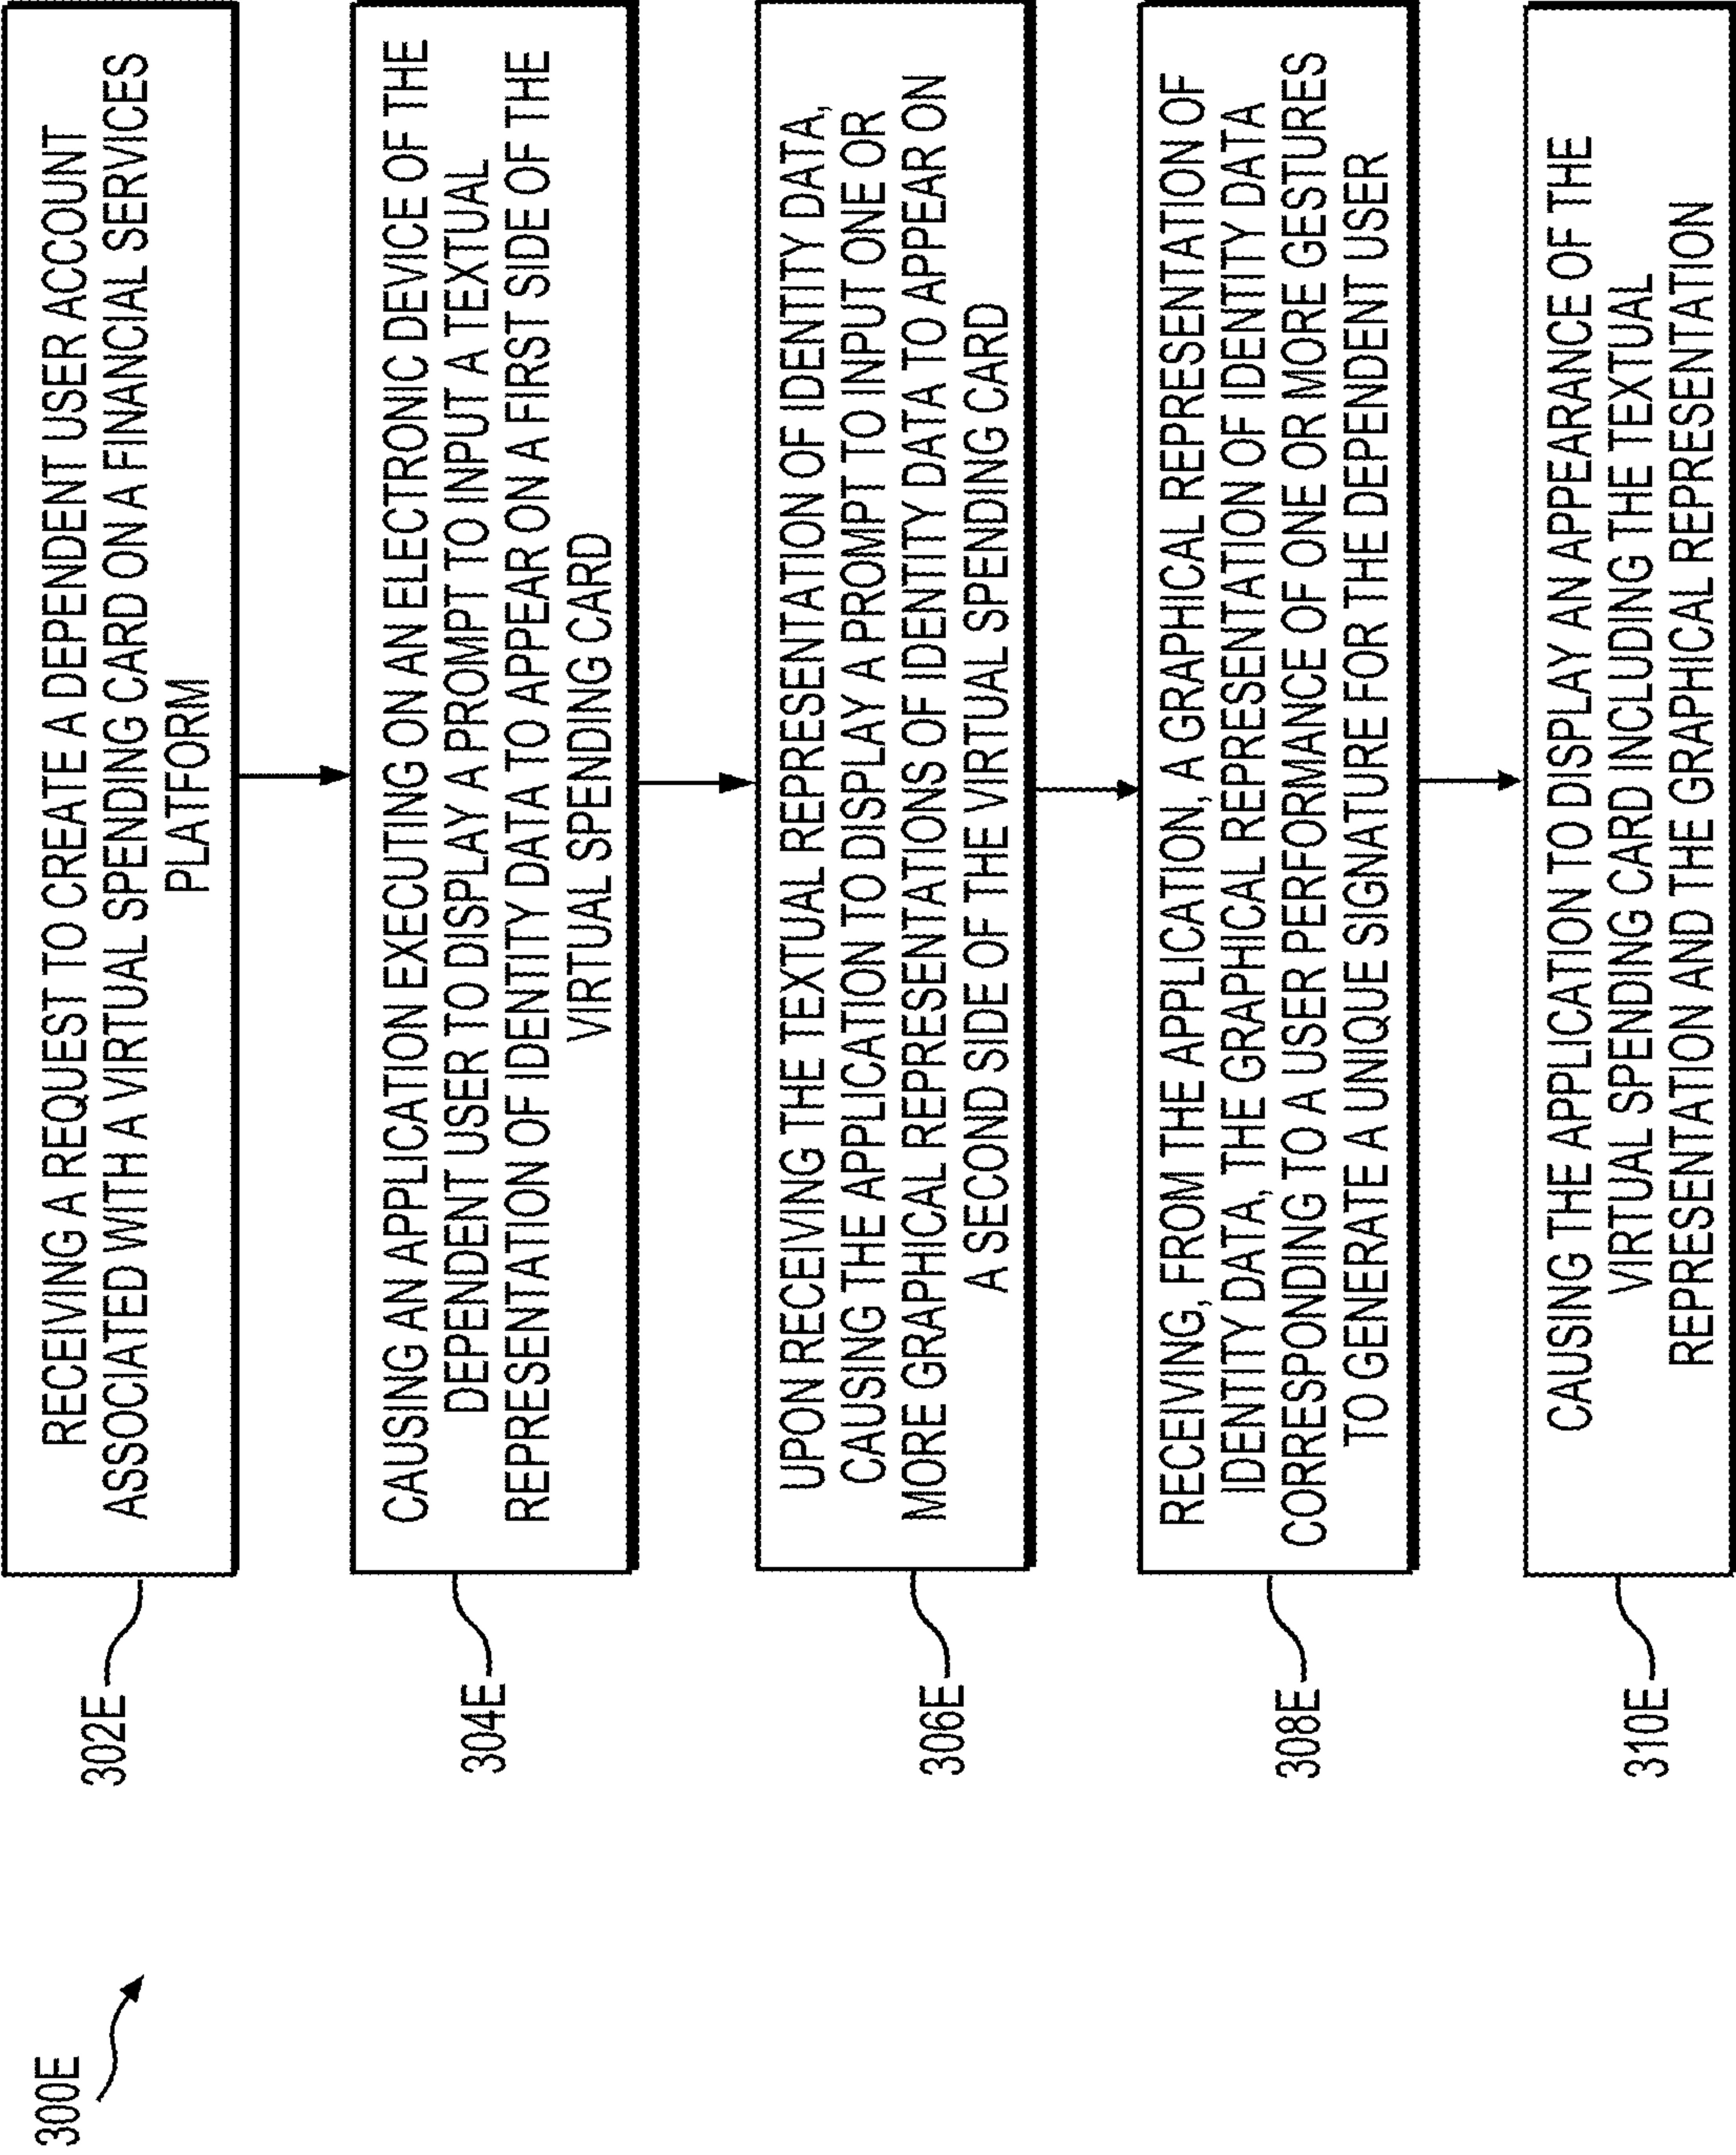 300E
302E
RECEIVING A REQUEST TO CREATE A DEPENDENT USER ACCOUNT
ASSOCIATED WITH A VIRTUAL SPENDING CARD ON A FINANCIAL SERVICES
PLATFORM
304E
CAUSING AN APPLICATION EXECUTING ON AN ELECTRONIC DEVICE OF THE
DEPENDENT USER TO DISPLAY A PROMPT TO INPUT A TEXTUAL
REPRESENTATION OF IDENTITY DATA TO APPEAR ON A FIRST SIDE OF THE
VIRTUAL SPENDING CARD
306E
UPON RECEIVING THE TEXTUAL REPRESENTATION OF IDENTITY DATA,
CAUSING THE APPLICATION TO DISPLAY A PROMPT TO INPUT ONE OR
MORE GRAPHICAL REPRESENTATIONS OF IDENTITY DATA TO APPEAR ON
A SECOND SIDE OF THE VIRTUAL SPENDING CARD
308E
RECEIVING, FROM THE APPLICATION, A GRAPHICAL REPRESENTATION OF
IDENTITY DATA, THE GRAPHICAL REPRESENTATION OF IDENTITY DATA
CORRESPONDING TO A USER PERFORMANCE OF ONE OR MORE GESTURES
TO GENERATE A UNIQUE SIGNATURE FOR THE DEPENDENT USER
310E
CAUSING THE APPLICATION TO DISPLAY AN APPEARANCE OF THE
VIRTUAL SPENDING CARD INCLUDING THE TEXTUAL
REPRESENTATION AND THE GRAPHICAL REPRESENTATION